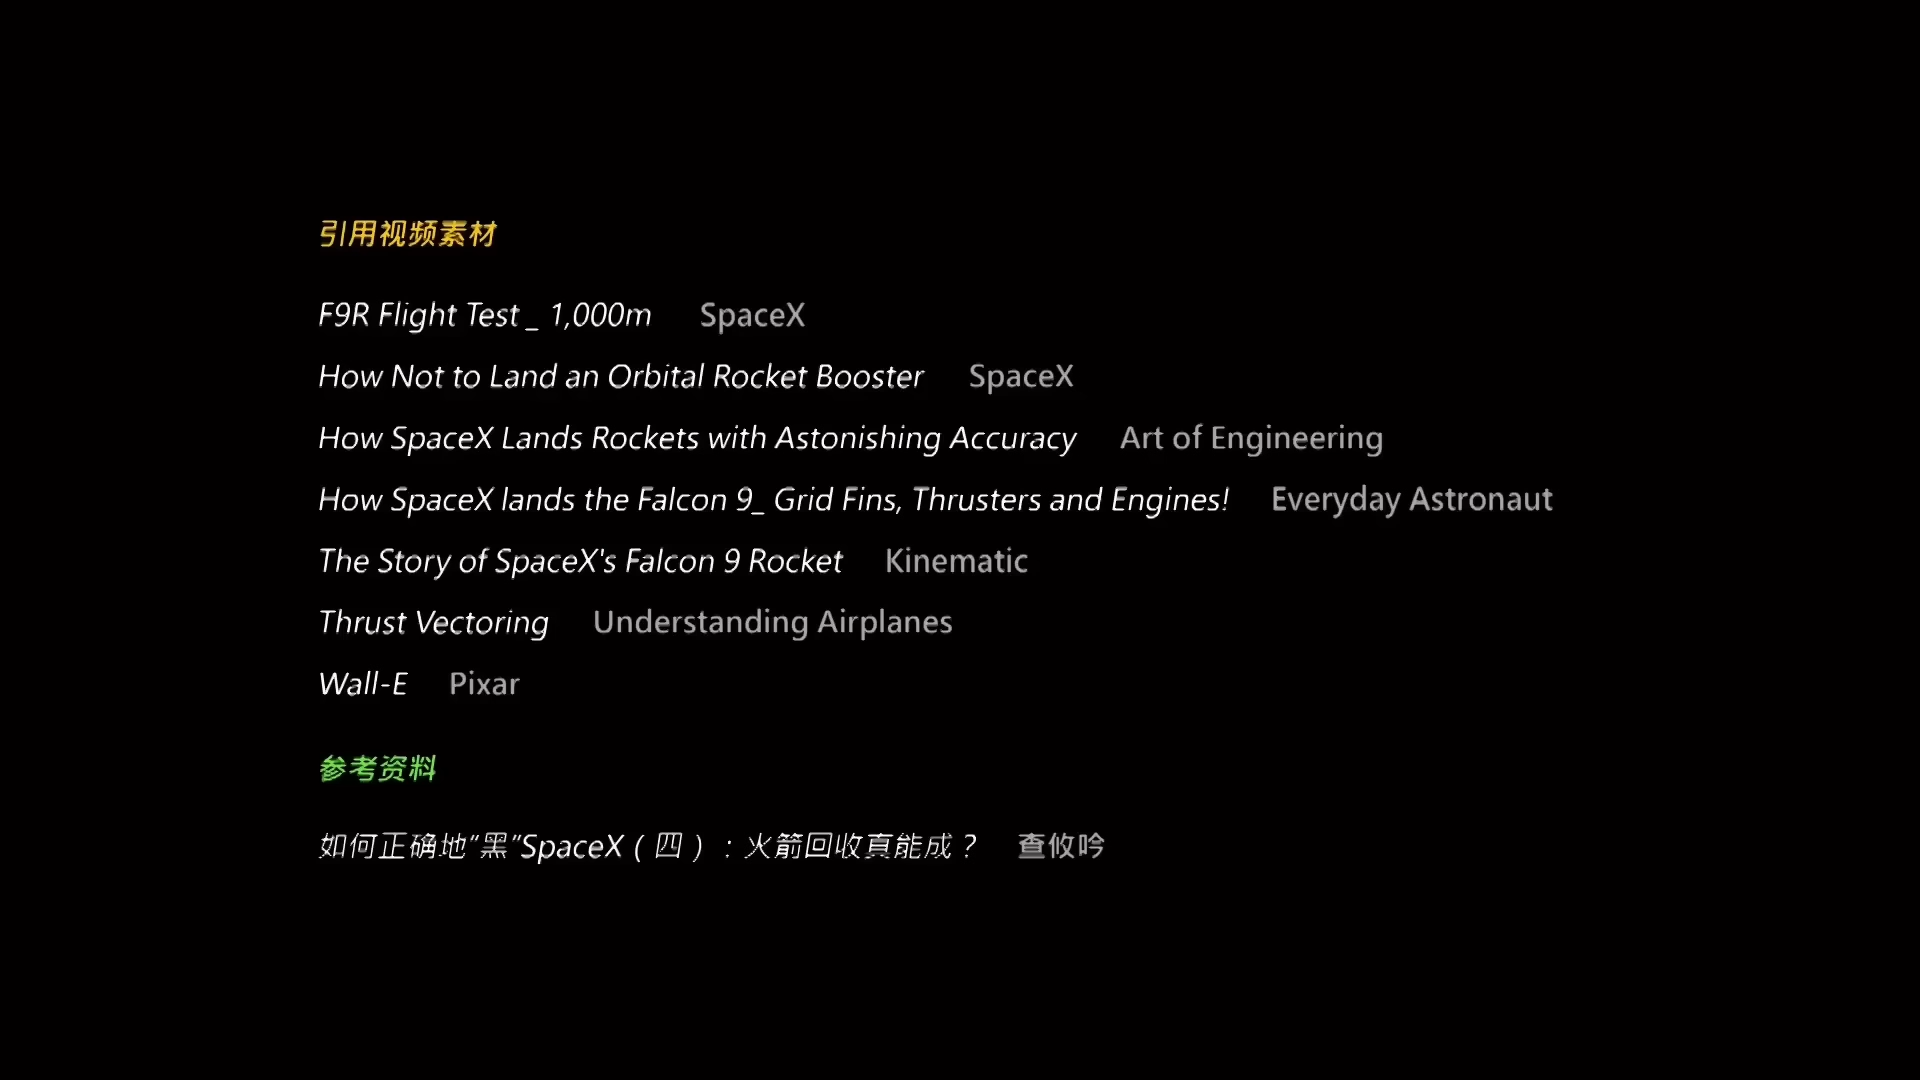 引用视频素材
F9R Flight Test _ 1,000m SpaceX
How Not to Land an Orbital Rocket Booster SpaceX
How SpaceX Lands Rockets with Astonishing Accuracy Art of Engineering
How SpaceX lands the Falcon 9_ Grid Fins, Thrusters and Engines! Everyday Astronaut
The Story of SpaceX's Falcon 9 Rocket Kinematic
Thrust Vectoring Understanding Airplanes
Wall-E Pixar
参考资料
如何正确地“黑”SpaceX（四）：火箭回收真能成？ 查攸吟